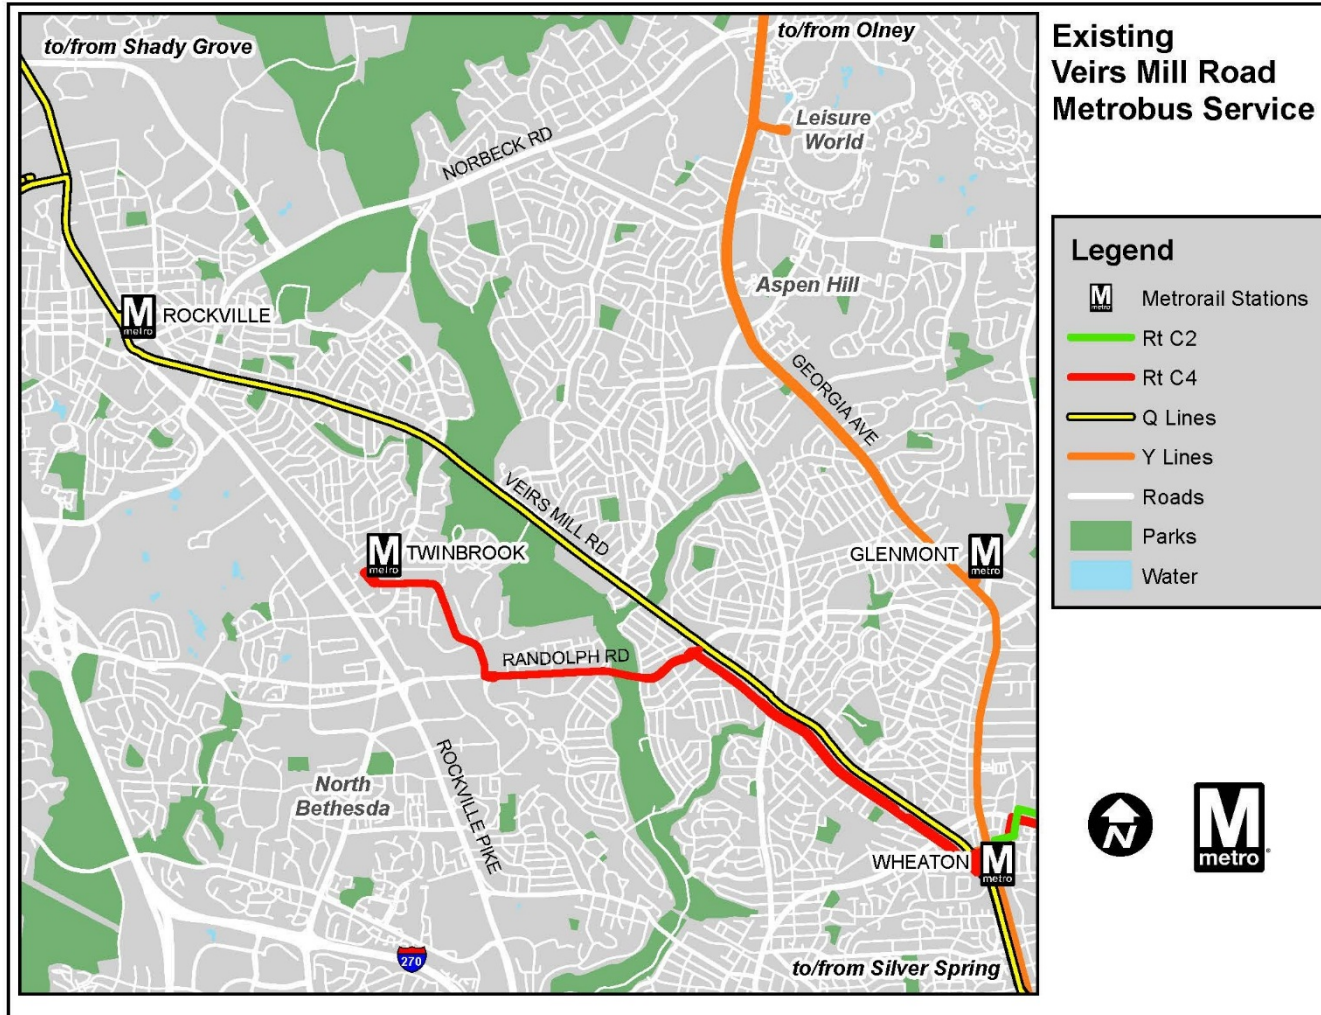 to/from Shady Grove
to/from Olney
Existing
Veirs Mill Road
Metrobus Service
Leisure
World
NORBECK RD
Aspen Hill
M
metro
ROCKVILLE
GEORGIA AVE
VEIRS MILL RD
M
metro
TWINBROOK
GLENMONT
M
metro
RANDOLPH RD
North
Bethesda
ROCKVILLE PIKE
WHEATON
M
metro
270
to/from Silver Spring
Legend
M
metro
Metrorail Stations
Rt C2
Rt C4
Q Lines
Y Lines
Roads
Parks
Water
N
M
metro